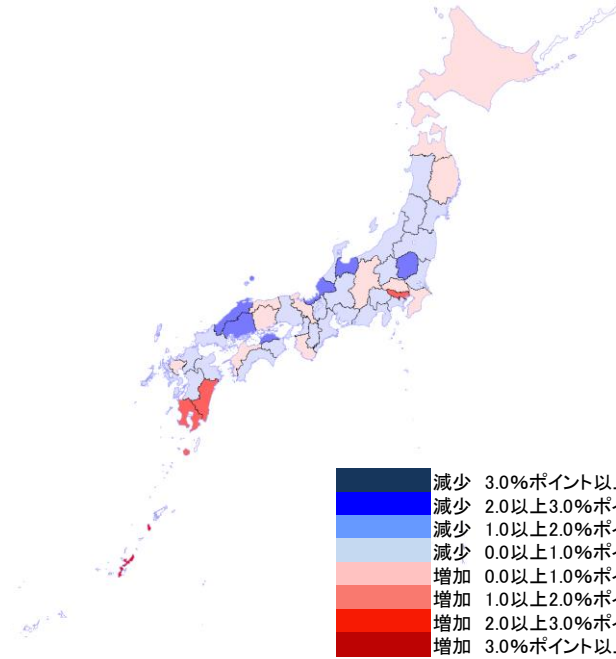 減少 3.0%ポイント以
減少 2.0以上3.0%ポ
減少 1.0以上2.0%ポ
減少 0.0以上1.0%ポ
増加 0.0以上1.0%ポ
増加 1.0以上2.0%ポ
増加 2.0以上3.0%ポ
増加 3.0%ポイント以